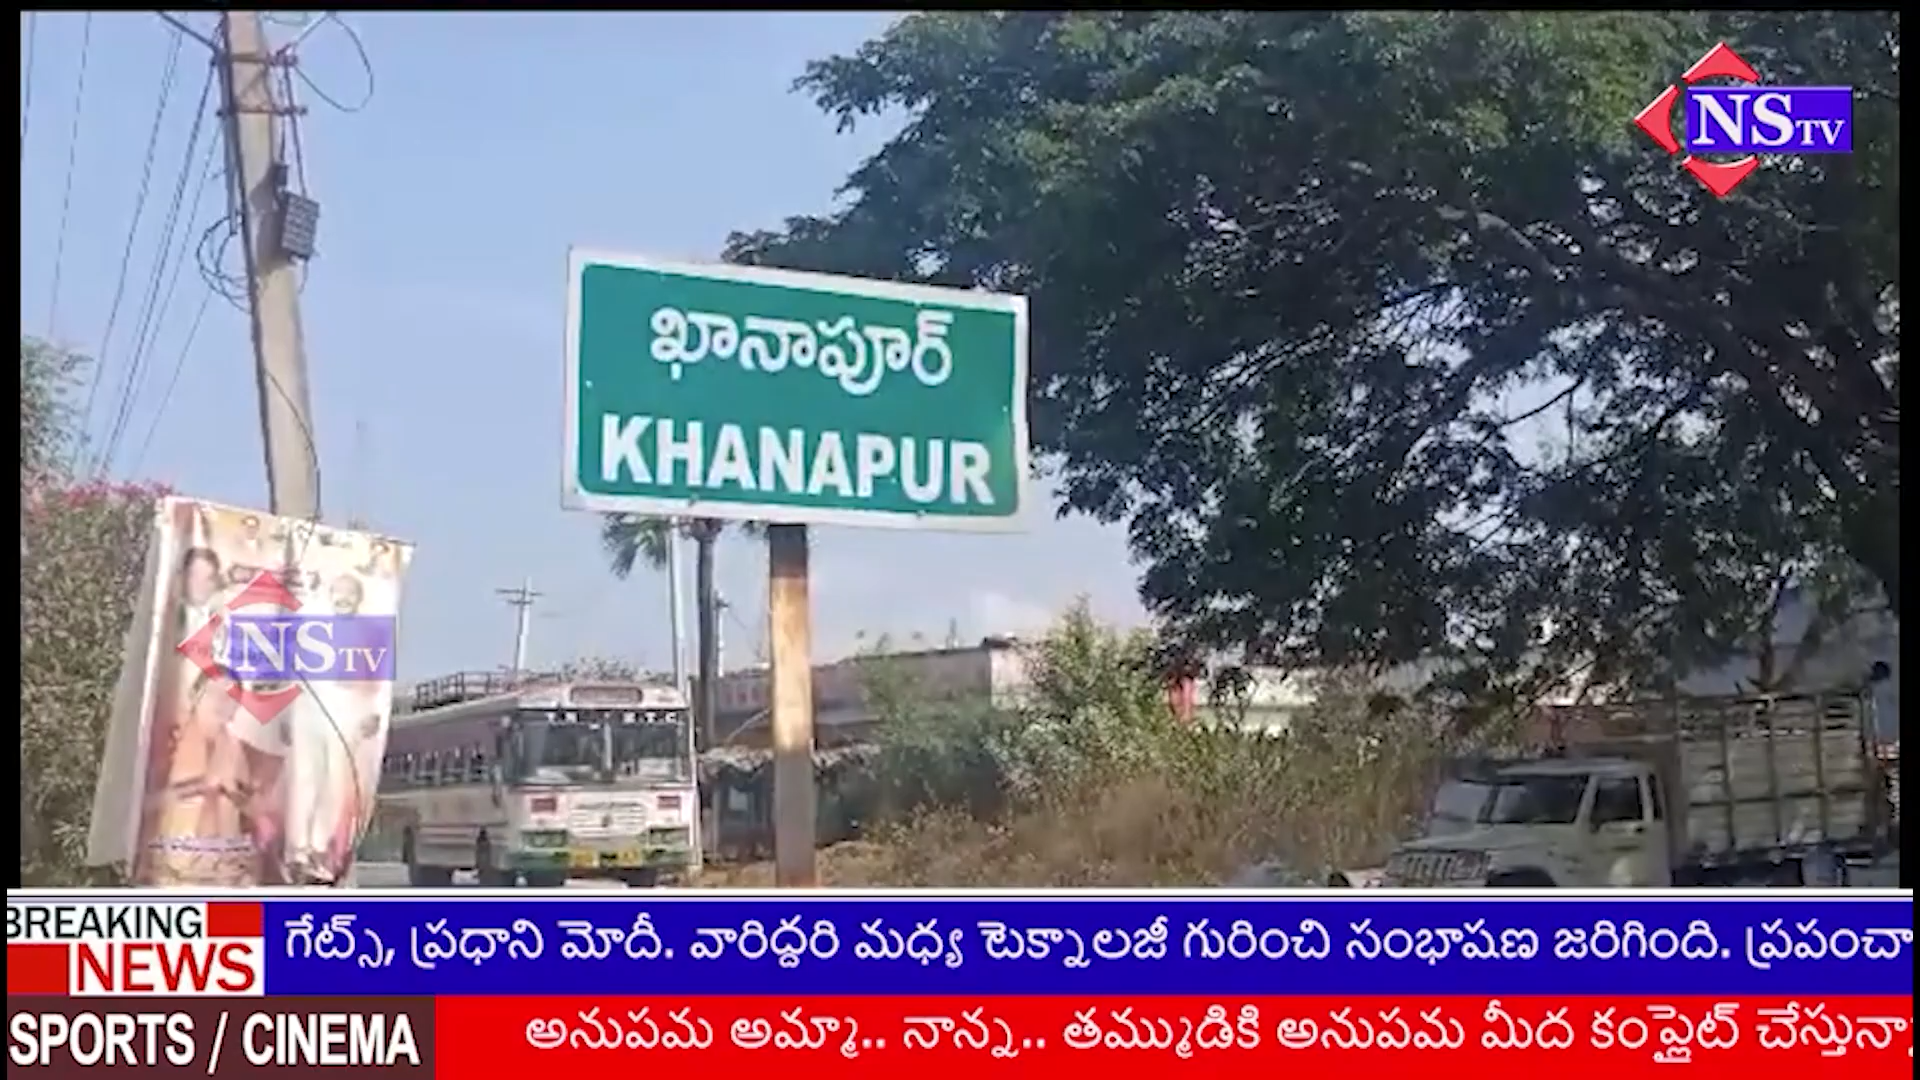 NSTV
ఖానాపూర్
KHANAPUR
NSTV
BREAKING
NEWS
గేట్స్, ప్రధాని మోదీ. వారిద్దరి మధ్య టెక్నాలజీ గురించి సంభాషణ జరిగింది. ప్రపంచా
SPORTS / CINEMA
అనుపమ అమ్మా.. నాన్న.. తమ్ముడికి అనుపమ మీద కంప్లైట్ చేస్తున్నా